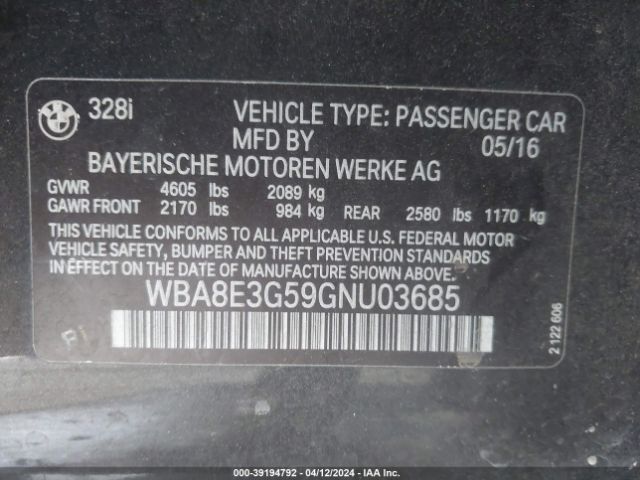 BMW
328i VEHICLE TYPE: PASSENGER CAR
MFD BY 05/16
BAYERISCHE MOTOREN WERKE AG
GVWR 4605 lbs 2089 kg
GAWR FRONT 2170 lbs 984 kg REAR 2580 lbs 1170 kg
THIS VEHICLE CONFORMS TO ALL APPLICABLE U.S. FEDERAL MOTOR
VEHICLE SAFETY, BUMPER AND THEFT PREVENTION STANDARDS
IN EFFECT ON THE DATE OF MANUFACTURE SHOWN ABOVE.
WBA8E3G59GNU03685
2 122 606
000-39194792 - 04/12/2024 - IAA Inc.